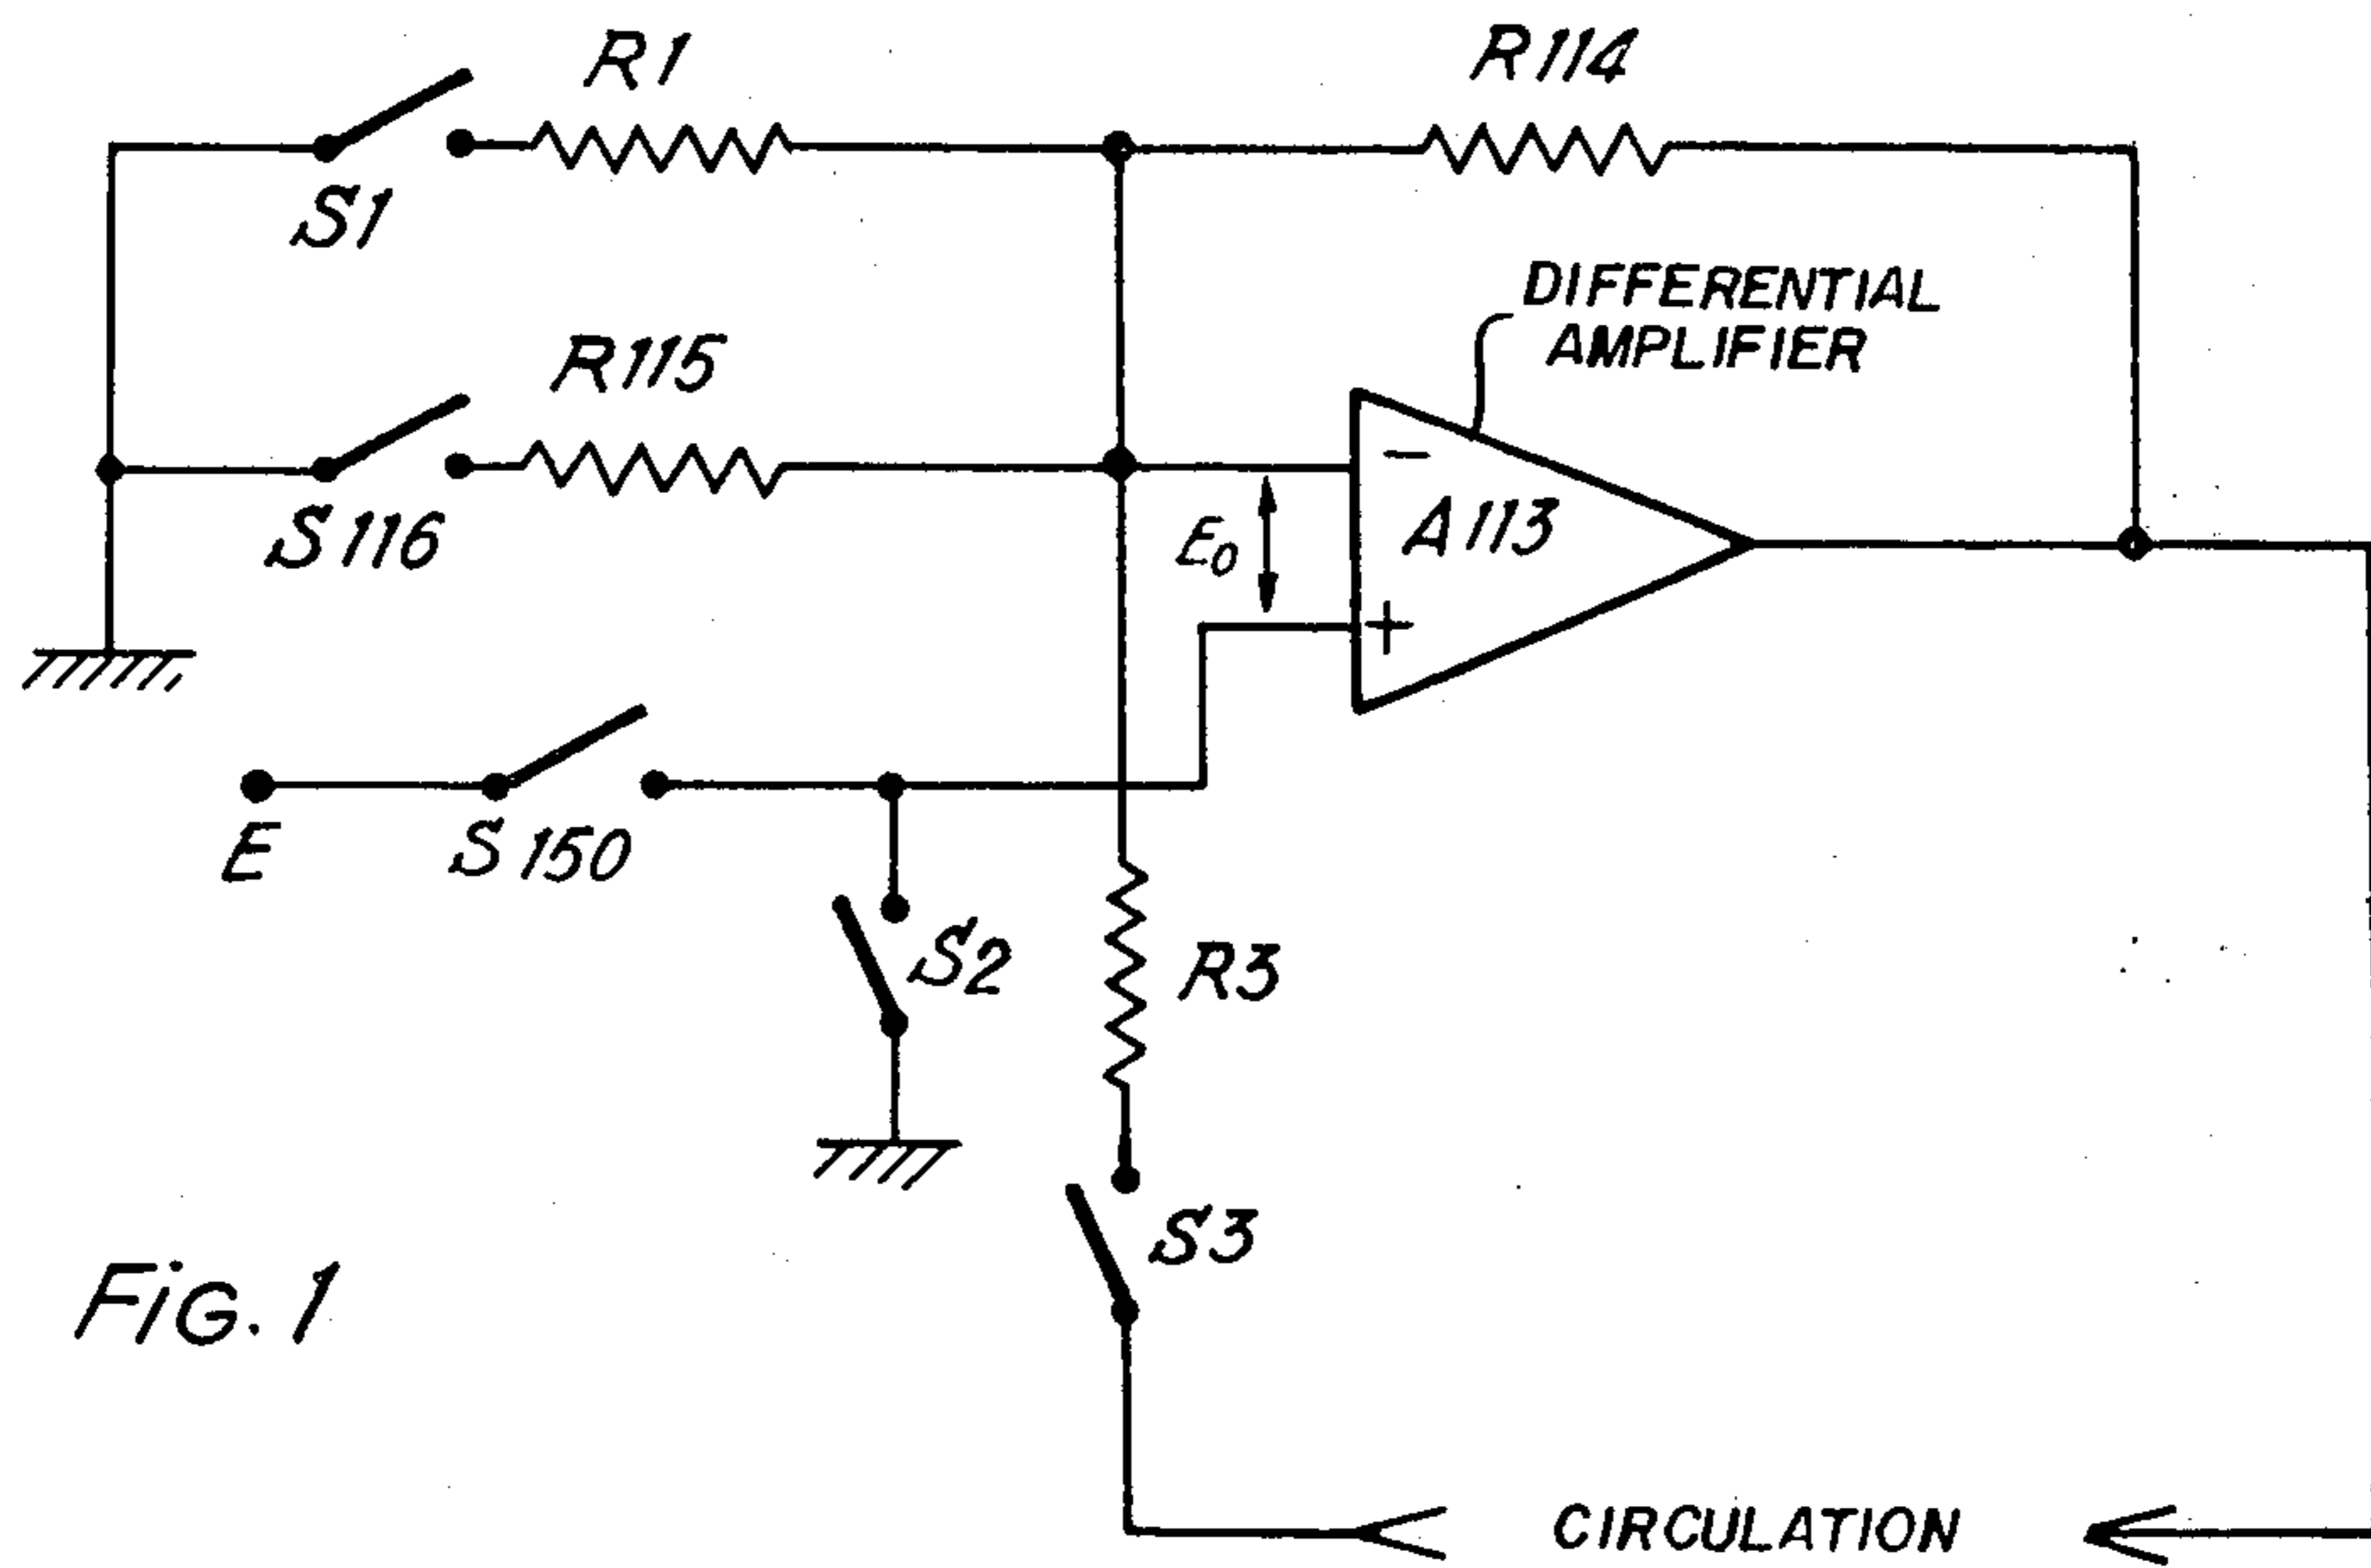 R1
R114
S1
DIFFERENTIAL
AMPLIFIER
R115
-
A113
S116
E0
+
E
S150
S2
R3
S3
FIG. 1
CIRCULATION